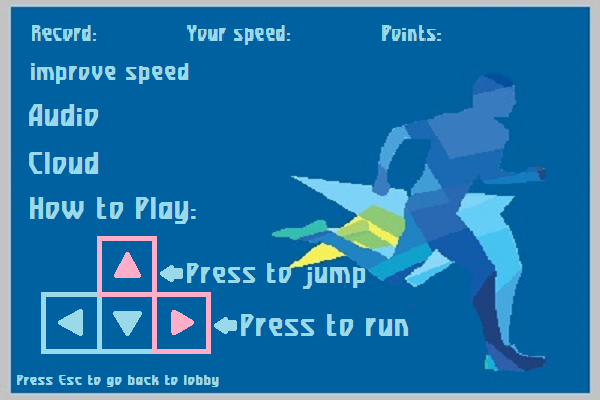 Record: Your speed: Points:
improve speed
Audio
Cloud
How to Play:
Press to jump
Press to run
Press Esc to go back to lobby